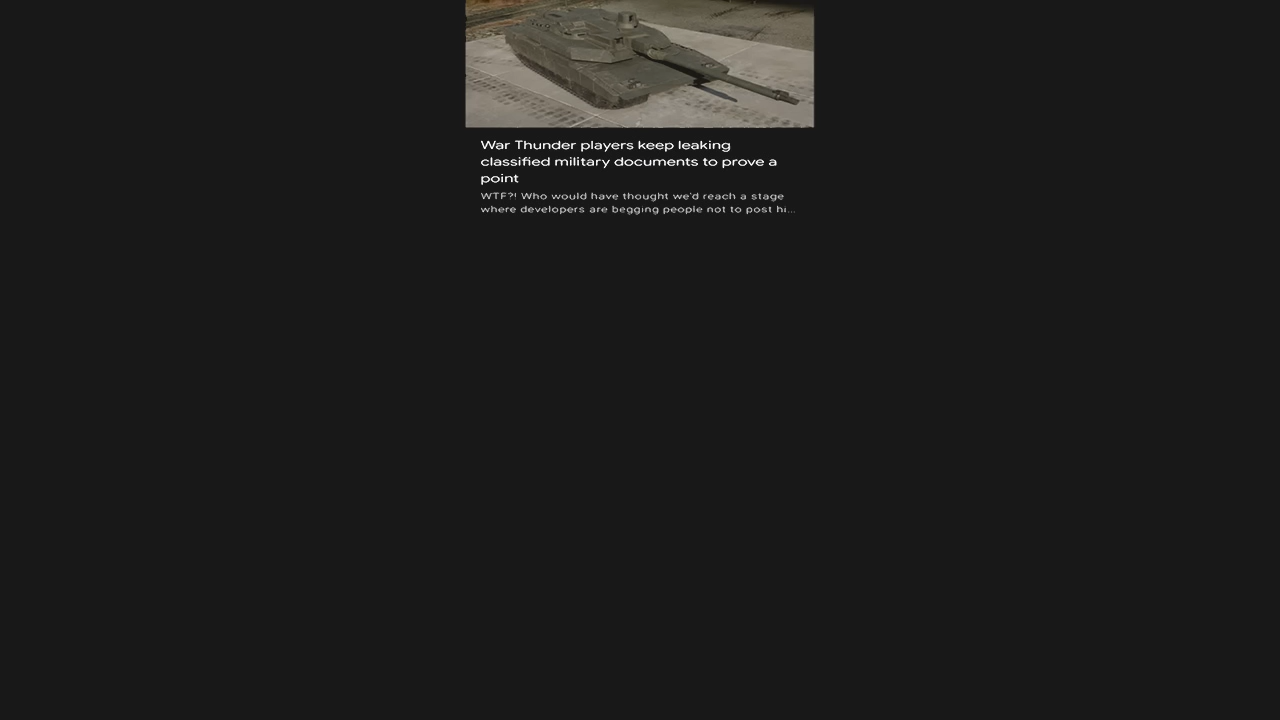 War Thunder players keep leaking
classified military documents to prove a
point
WTF?! Who would have thought we'd reach a stage
where developers are begging people not to post hi...